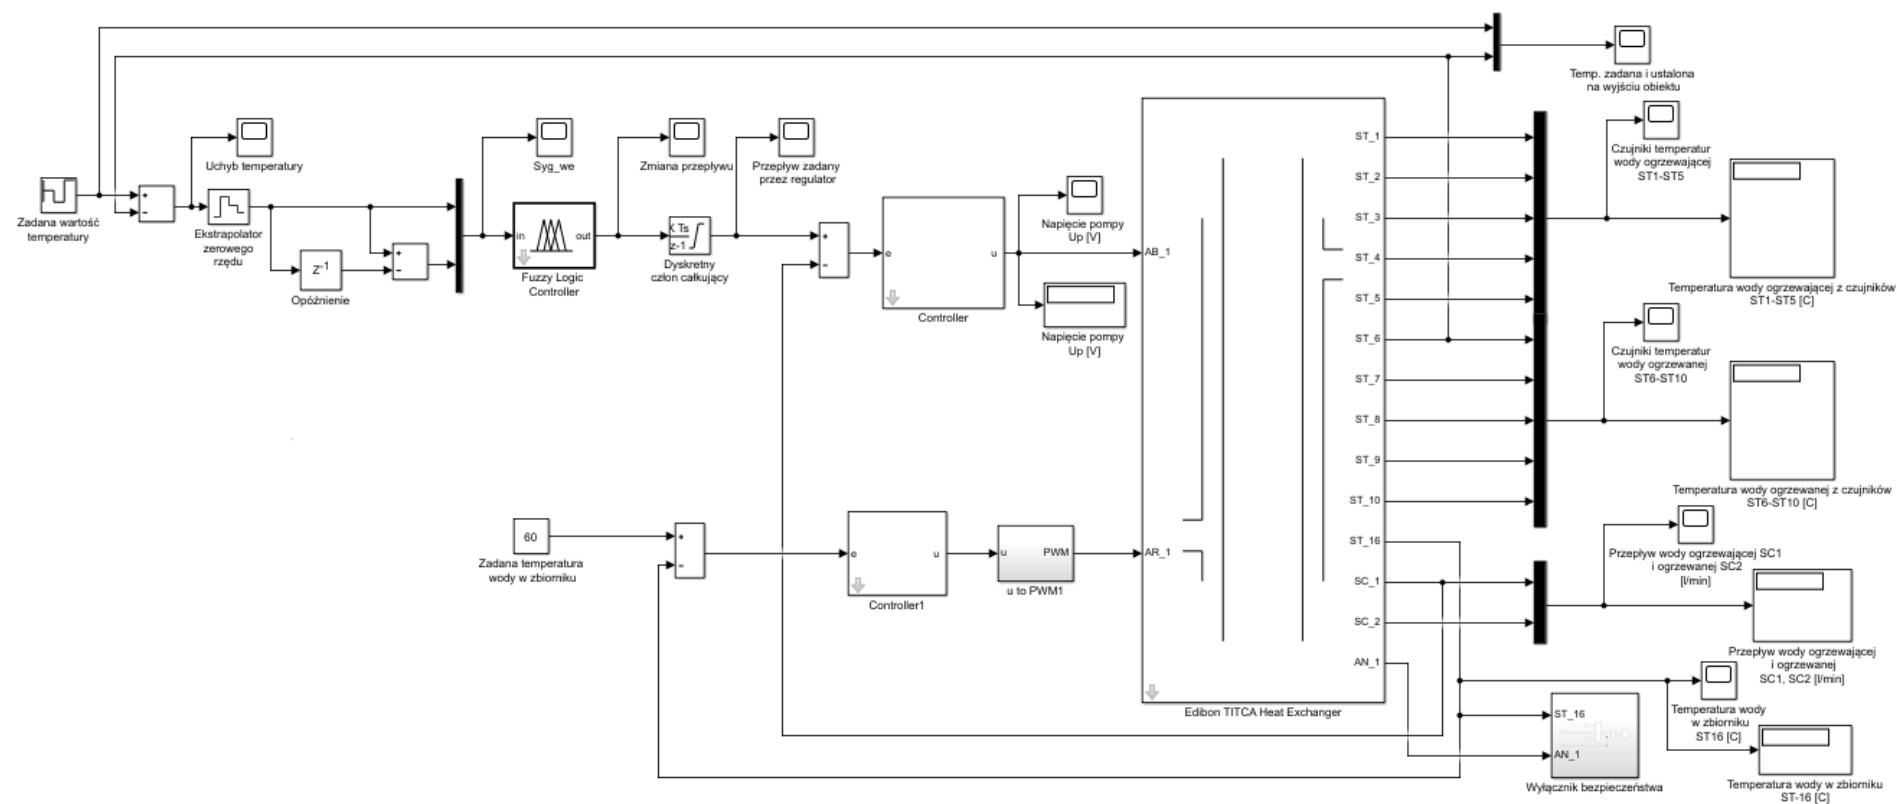 Temp. zadana i ustalona
na wyjściu obiektu
Uchyb temperatury
Syg_we
Zmiana przepływu
Przepływ zadany
przez regulator
Zadana wartość
temperatury
+
-
Ekstrapolator
zerowego
rzędu
Z-1
Opóźnienie
+
-
in
out
Fuzzy Logic
Controller
K Ts
z-1
Dyskretny
człon całkujący
+
-
e
u
Controller
Napięcie pompy
Up [V]
Napięcie pompy
Up [V]
AB_1
AR_1
ST_1
ST_2
ST_3
ST_4
ST_5
ST_6
ST_7
ST_8
ST_9
ST_10
ST_16
SC_1
SC_2
AN_1
Edibon TITCA Heat Exchanger
Czujniki temperatur
wody ogrzewającej
ST1-ST5
Temperatura wody ogrzewającej z czujników
ST1-ST5 [C]
Czujniki temperatur
wody ogrzewanej
ST6-ST10
Temperatura wody ogrzewanej z czujników
ST6-ST10 [C]
60
Zadana temperatura
wody w zbiorniku
+
-
e
u
Controller1
u
PWM
u to PWM1
Przepływ wody ogrzewającej SC1
i ogrzewanej SC2
[l/min]
Przepływ wody ogrzewającej
i ogrzewanej
SC1, SC2 [l/min]
Temperatura wody
w zbiorniku
ST16 [C]
ST_16
AN_1
Wyłącznik bezpieczeństwa
Temperatura wody w zbiorniku
ST-16 [C]